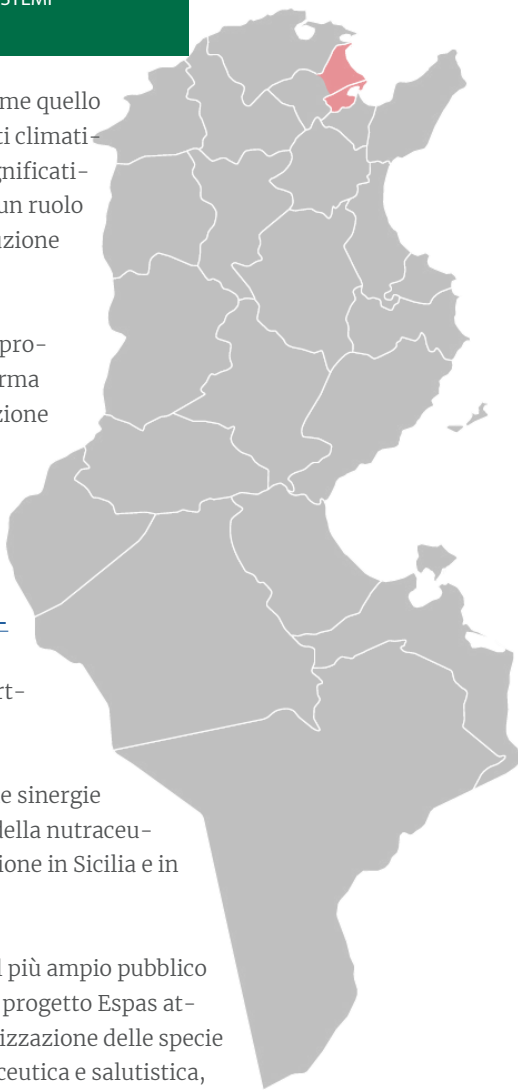 me quello
ti climati-
gnificati-
un ruolo
zione
pro-
rma
zione
rt-
e sinergie
della nutraceu-
ione in Sicilia e in
l più ampio pubblico
progetto Espas at-
izzazione delle specie
ceutica e salutistica,